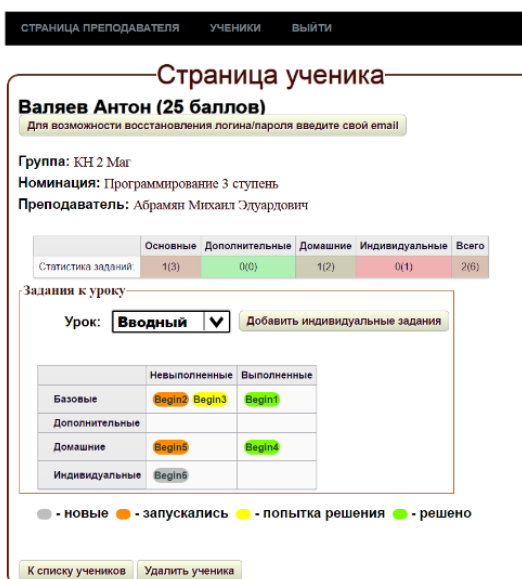 СТРАНИЦА ПРЕПОДАВАТЕЛЯ УЧЕНИКИ ВЫЙТИ
Страница ученика
Валяев Антон (25 баллов)
Для возможности восстановления логина/пароля введите свой email
Группа: КН 2 Маг
Номинация: Программирование 3 ступень
Преподаватель: Абрамян Михаил Эдуардович
Основные Дополнительные Домашние Индивидуальные Всего
Статистика заданий: 1(3) 0(0) 1(2) 0(1) 2(6)
Задания к уроку
Урок: Вводный Добавить индивидуальные задания
Невыполненные Выполненные
Базовые Begin2 Begin3 Begin1
Дополнительные
Домашние Begin5 Begin4
Индивидуальные Begin6
- новые - запускались - попытка решения - решено
К списку учеников Удалить ученика